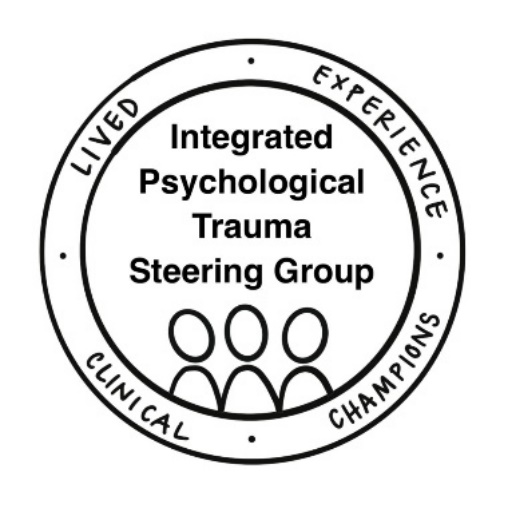 LIVED
EXPERIENCE
Integrated
Psychological
Trauma
Steering Group
CLINICAL
CHAMPIONS